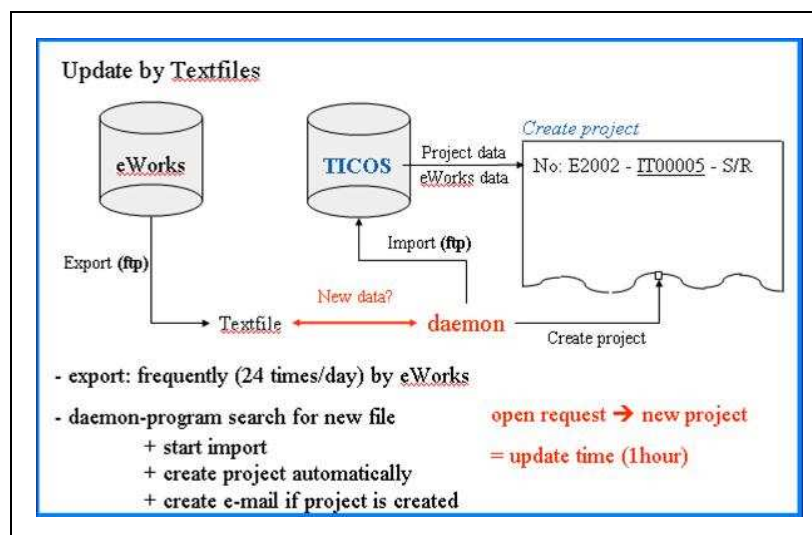 Update by Textfiles
eWorks
TICOS
Project data
eWorks data
Create project
No: E2002 - IT00005 - S/R
Export (ftp)
Import (ftp)
New data?
Textfile
daemon
Create project
- export: frequently (24 times/day) by eWorks
- daemon-program search for new file
+ start import
+ create project automatically
+ create e-mail if project is created
open request ➔ new project
= update time (1hour)